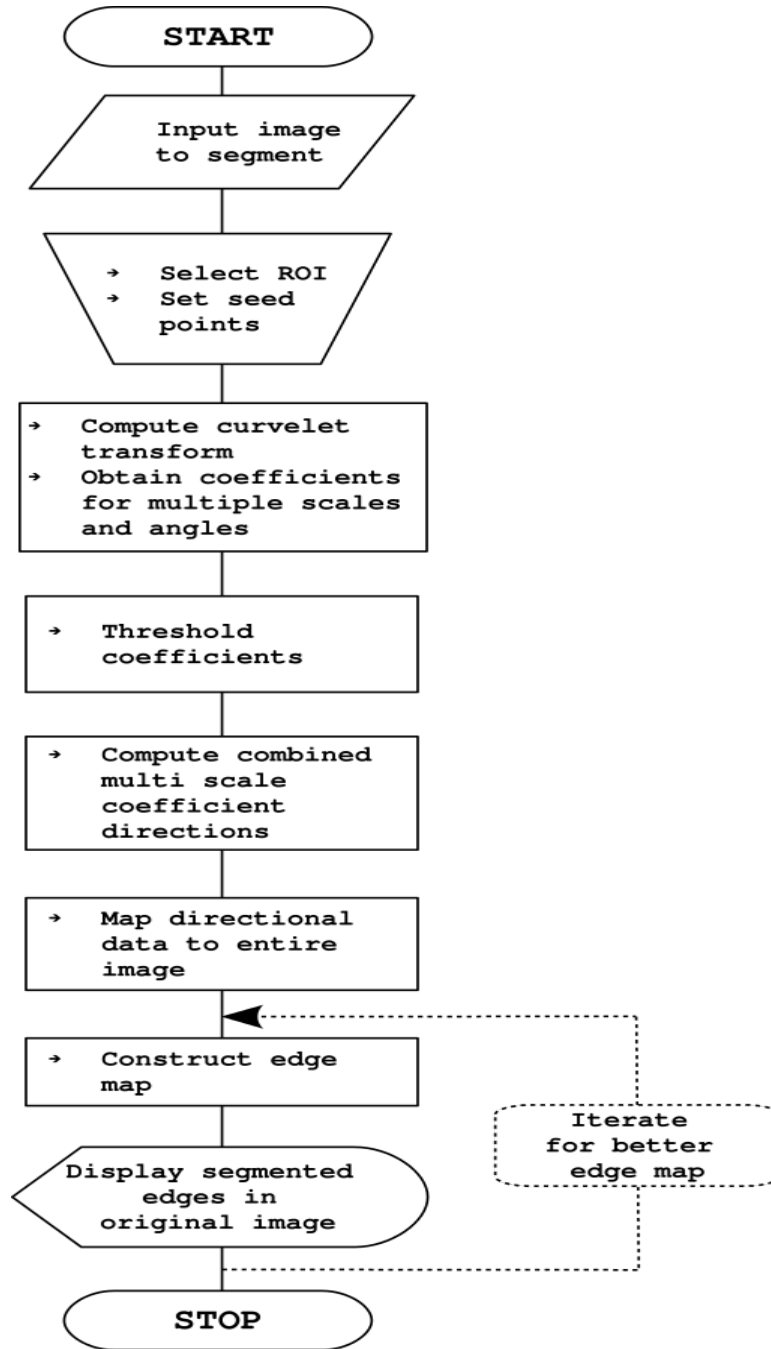 START
Input image
to segment
→ Select ROI
→ Set seed
points
→ Compute curvelet
transform
→ Obtain coefficients
for multiple scales
and angles
→ Threshold
coefficients
→ Compute combined
multi scale
coefficient
directions
→ Map directional
data to entire
image
→ Construct edge
map
Iterate
for better
edge map
Display segmented
edges in
original image
STOP